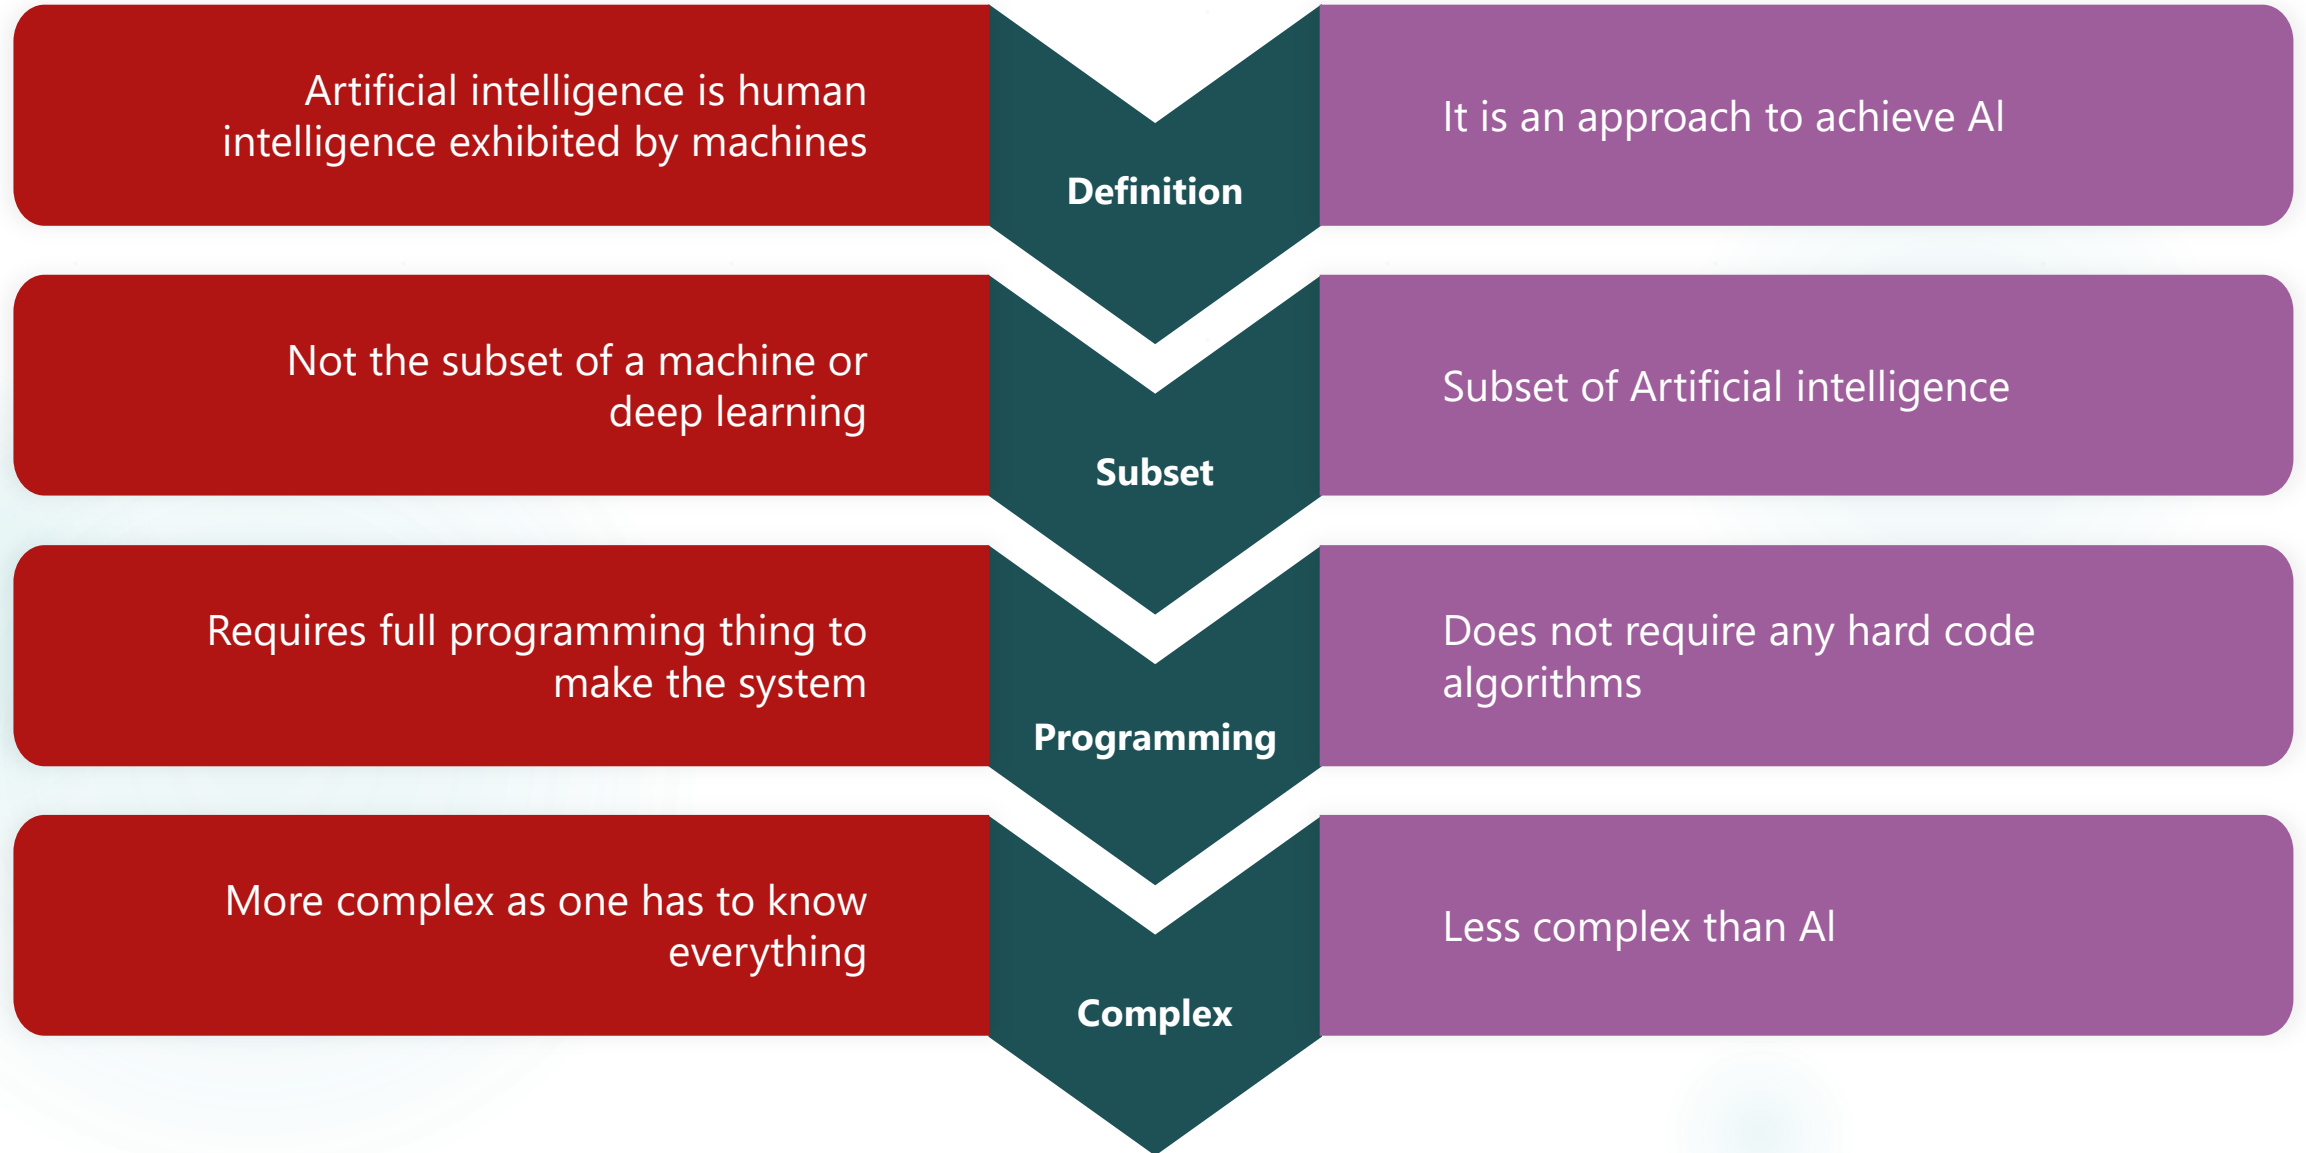 Artificial intelligence is human
intelligence exhibited by machines
Definition
It is an approach to achieve AI
Not the subset of a machine or
deep learning
Subset
Subset of Artificial intelligence
Requires full programming thing to
make the system
Programming
Does not require any hard code
algorithms
More complex as one has to know
everything
Complex
Less complex than AI